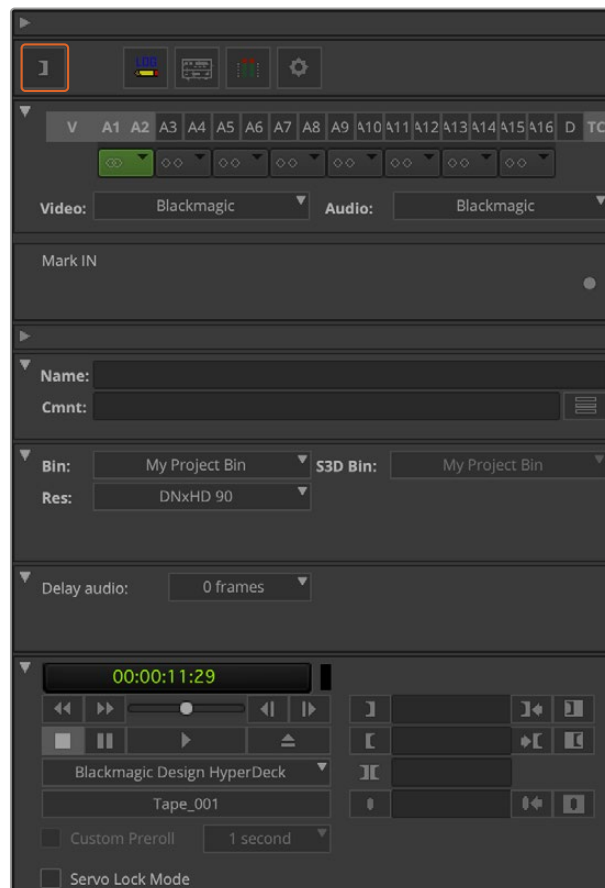 LOG
V A1 A2 A3 A4 A5 A6 A7 A8 A9 A10 A11 A12 A13 A14 A15 A16 D TC
Video: Blackmagic Audio: Blackmagic
Mark IN
Name:
Cmnt:
Bin: My Project Bin S3D Bin: My Project Bin
Res: DNxHD 90
Delay audio: 0 frames
00:00:11:29
Blackmagic Design HyperDeck
Tape_001
Custom Preroll 1 second
Servo Lock Mode